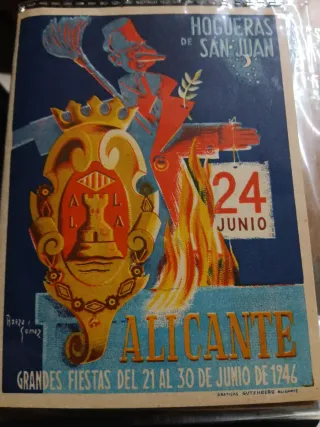 HOGUERAS
DE
SAN JUAN
24
JUNIO
A L
L A
ALICANTE
GRANDES FIESTAS DEL 21 AL 30 DE JUNIO DE 1946